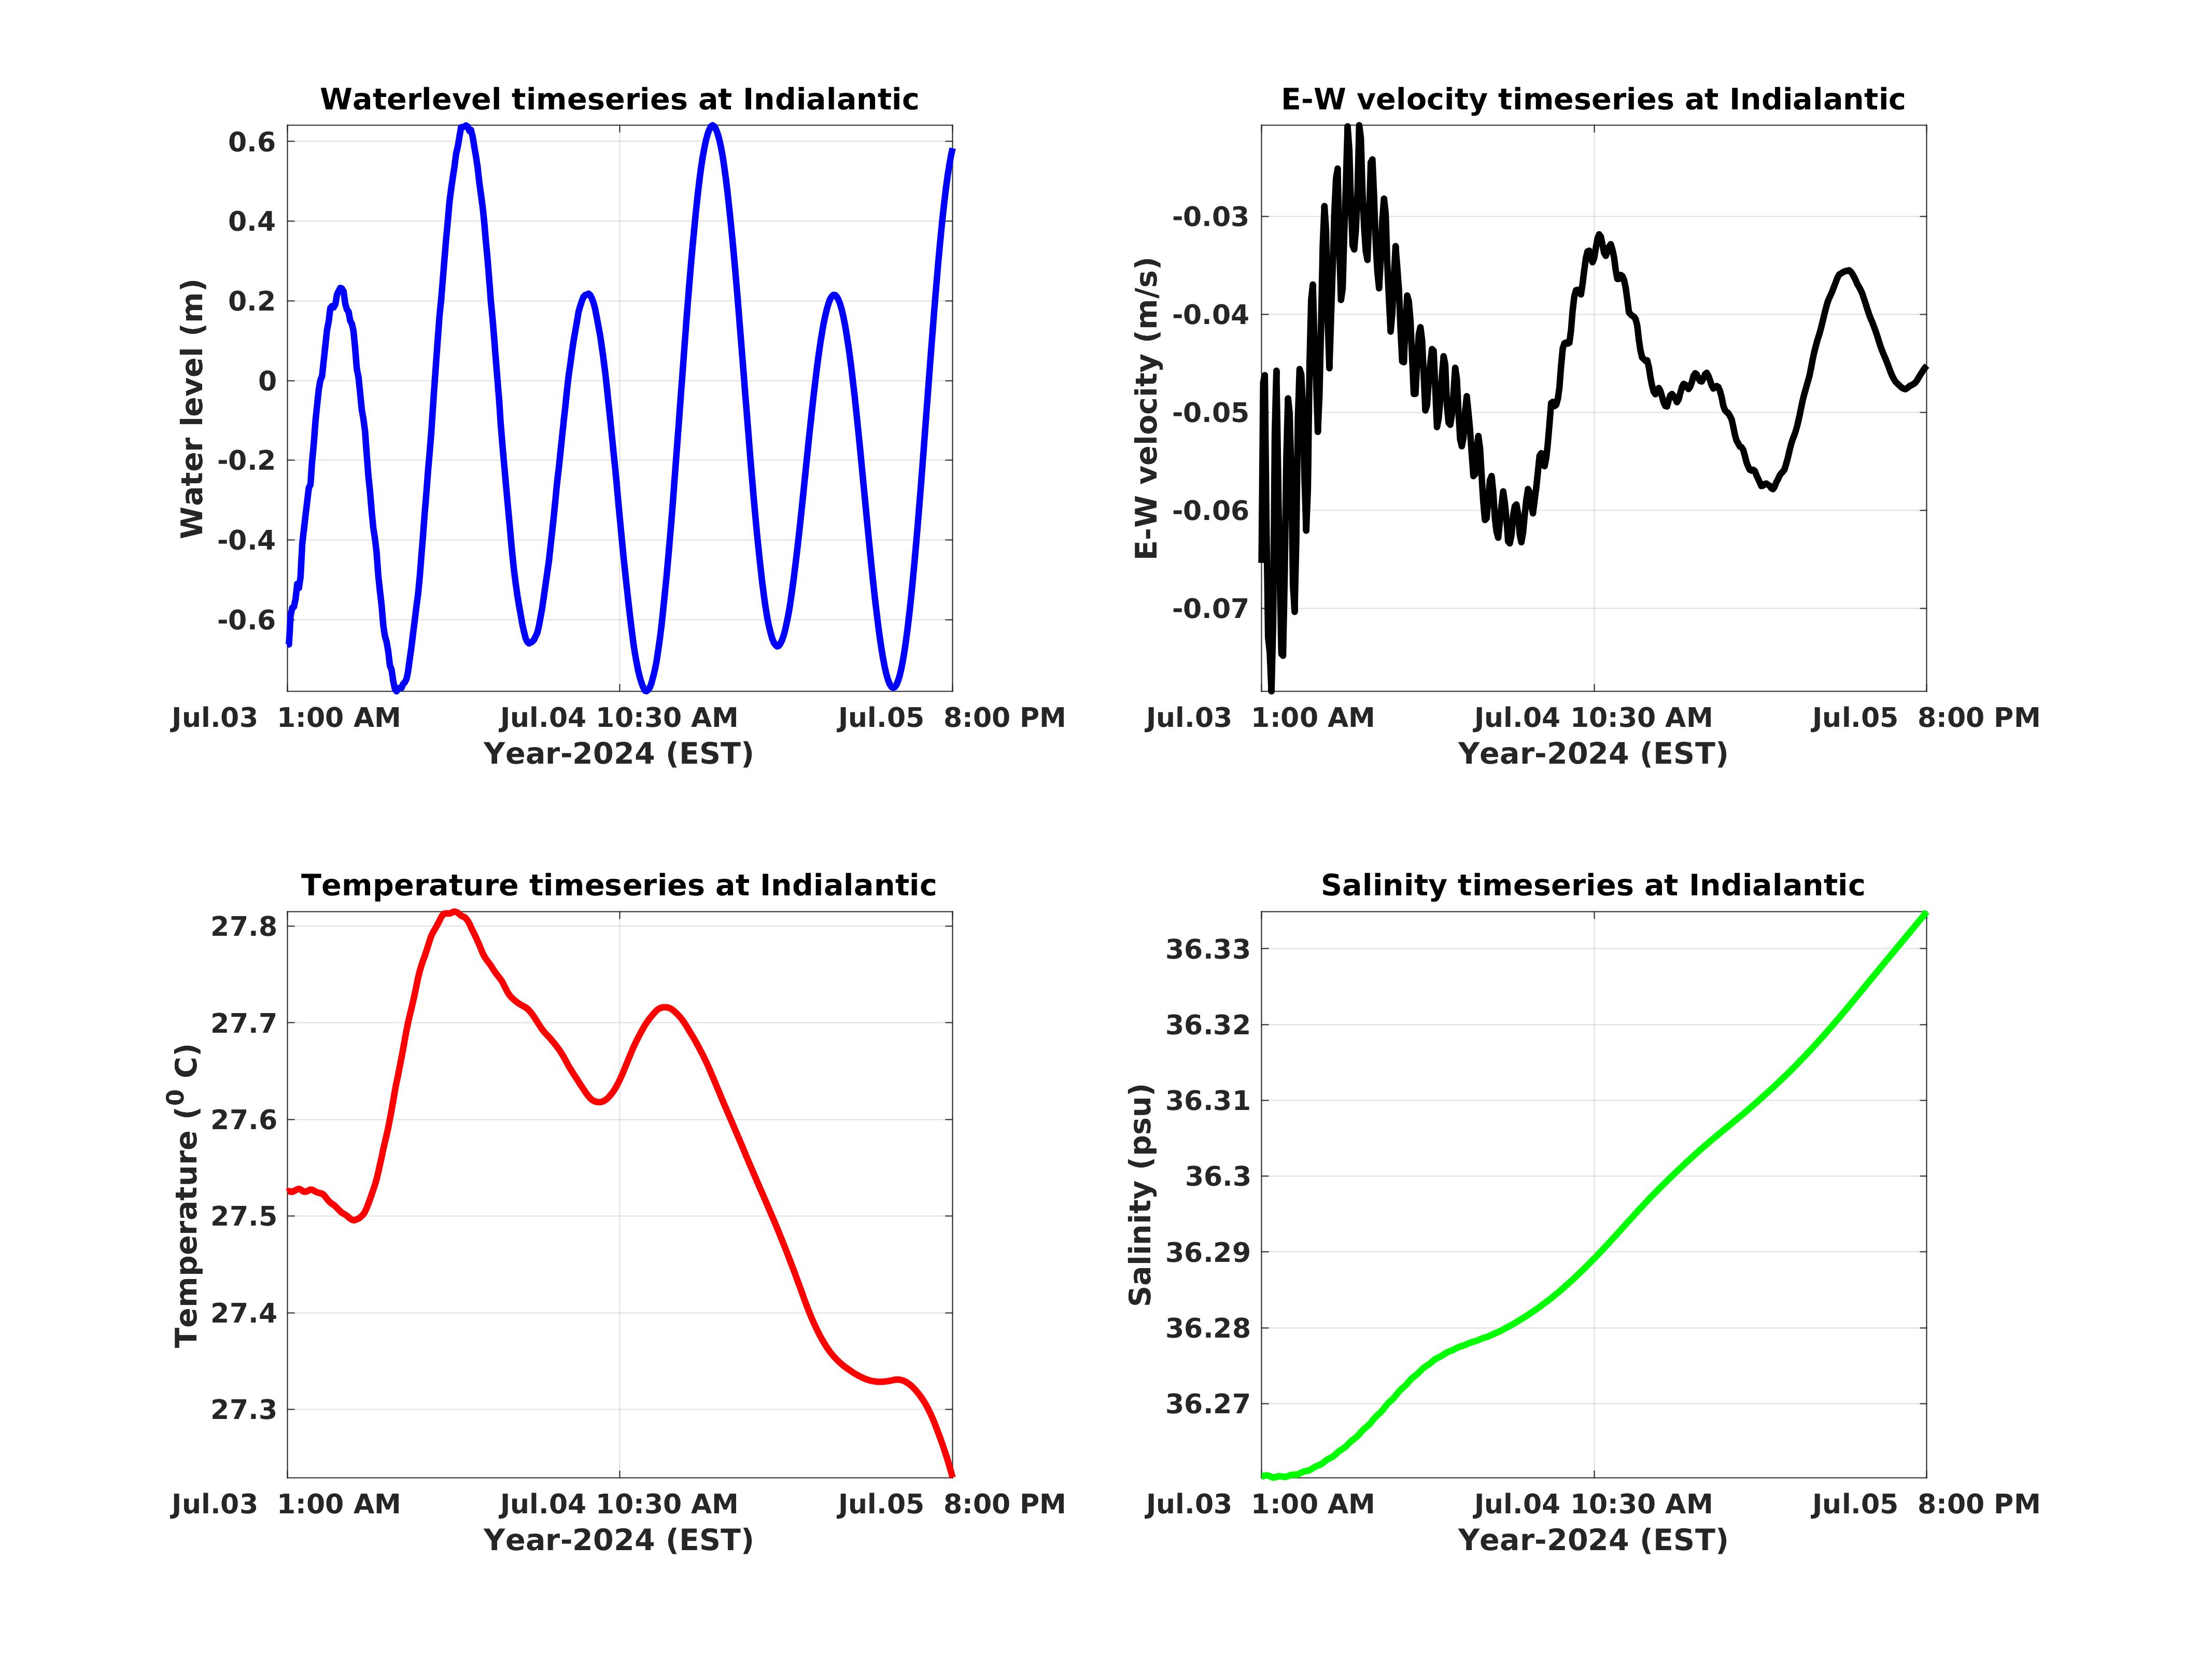 Waterlevel timeseries at Indialantic
0.6
0.4
0.2
0
-0.2
-0.4
-0.6
Water level (m)
Jul.03 1:00 AM
Jul.04 10:30 AM
Jul.05 8:00 PM
Year-2024 (EST)
E-W velocity timeseries at Indialantic
-0.03
-0.04
-0.05
-0.06
-0.07
E-W velocity (m/s)
Jul.03 1:00 AM
Jul.04 10:30 AM
Jul.05 8:00 PM
Year-2024 (EST)
Temperature timeseries at Indialantic
27.8
27.7
27.6
27.5
27.4
27.3
Temperature (⁰ C)
Jul.03 1:00 AM
Jul.04 10:30 AM
Jul.05 8:00 PM
Year-2024 (EST)
Salinity timeseries at Indialantic
36.33
36.32
36.31
36.3
36.29
36.28
36.27
Salinity (psu)
Jul.03 1:00 AM
Jul.04 10:30 AM
Jul.05 8:00 PM
Year-2024 (EST)